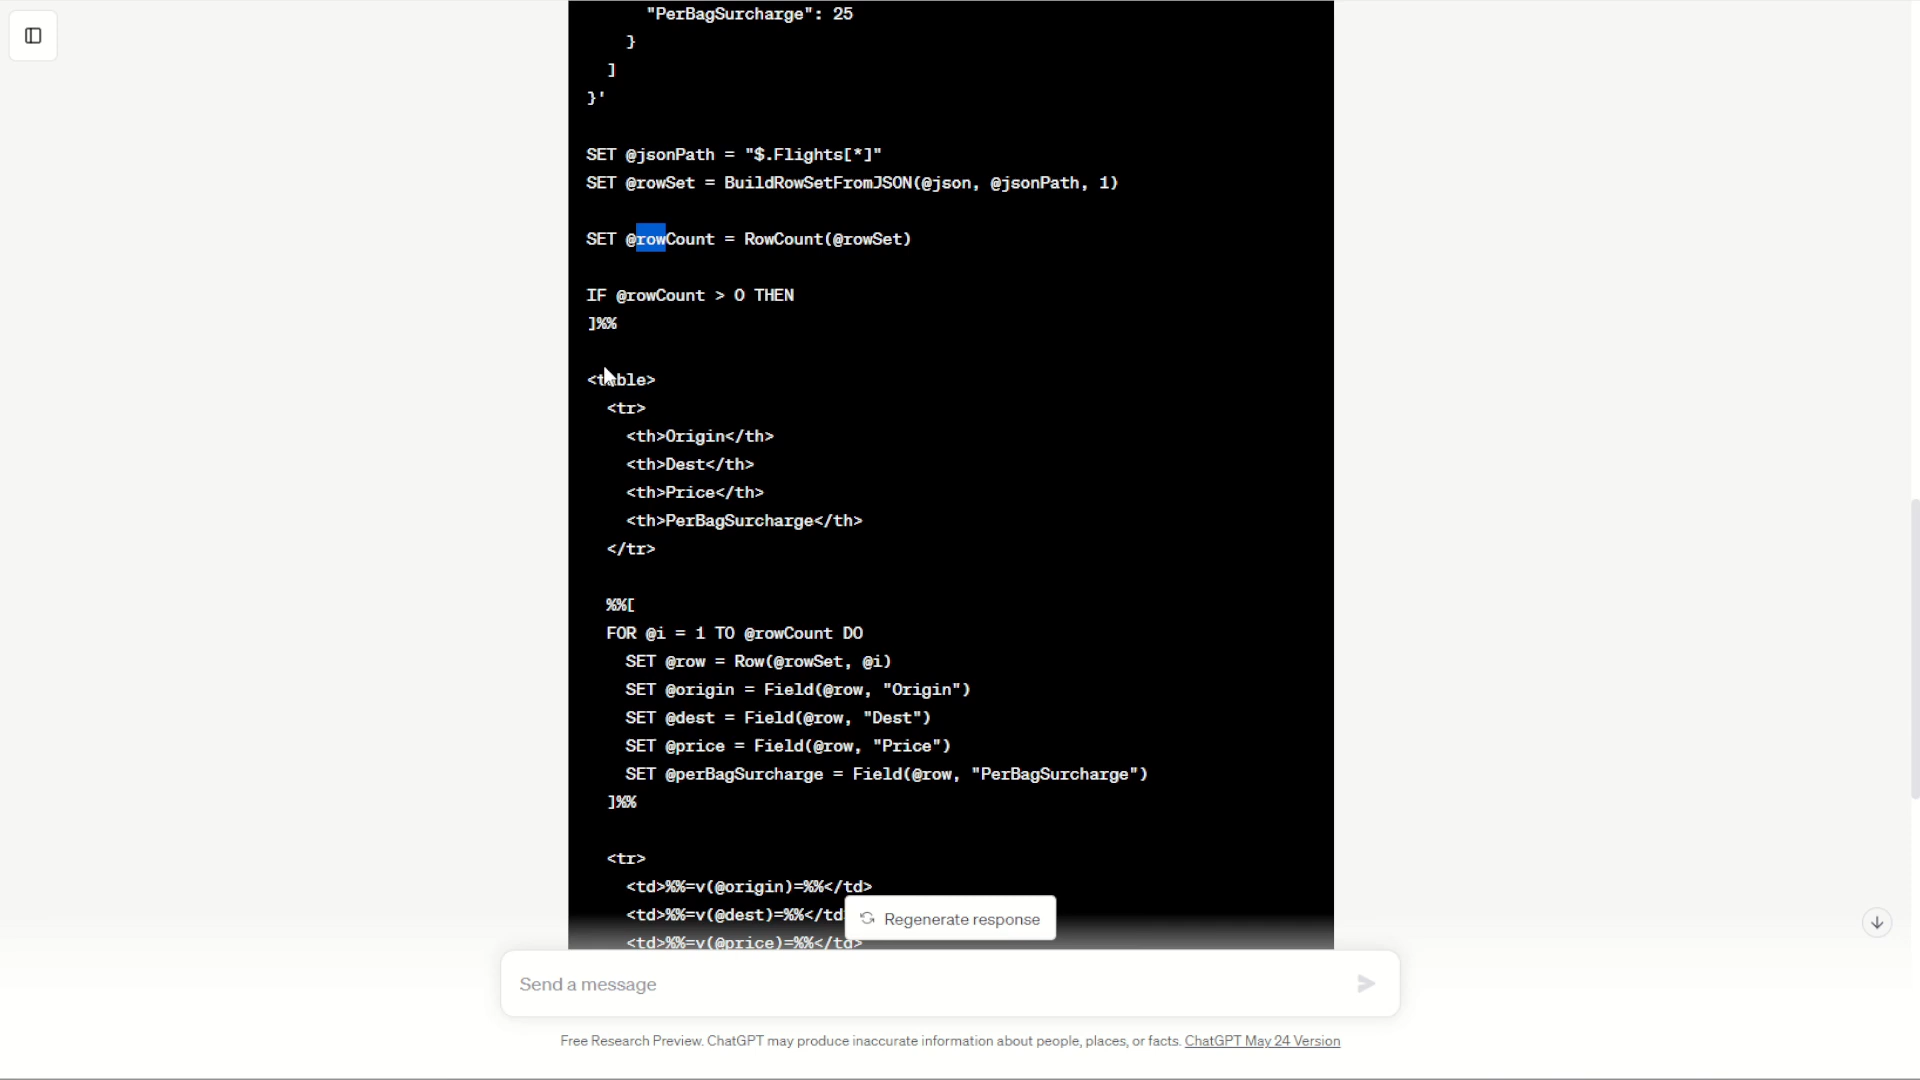 "PerBagSurcharge": 25
}
]
}'
SET @jsonPath = "$.Flights[*]"
SET @rowSet = BuildRowSetFromJSON(@json, @jsonPath, 1)
SET @rowCount = RowCount(@rowSet)
IF @rowCount > 0 THEN
]%%
<table>
<tr>
<th>Origin</th>
<th>Dest</th>
<th>Price</th>
<th>PerBagSurcharge</th>
</tr>
%%[
FOR @i = 1 TO @rowCount DO
SET @row = Row(@rowSet, @i)
SET @origin = Field(@row, "Origin")
SET @dest = Field(@row, "Dest")
SET @price = Field(@row, "Price")
SET @perBagSurcharge = Field(@row, "PerBagSurcharge")
]%%
<tr>
<td>%%=v(@origin)=%%</td>
<td>%%=v(@dest)=%%</td
<td>%%=v(@price)=%%</td>
Regenerate response
Send a message
Free Research Preview. ChatGPT may produce inaccurate information about people, places, or facts. ChatGPT May 24 Version